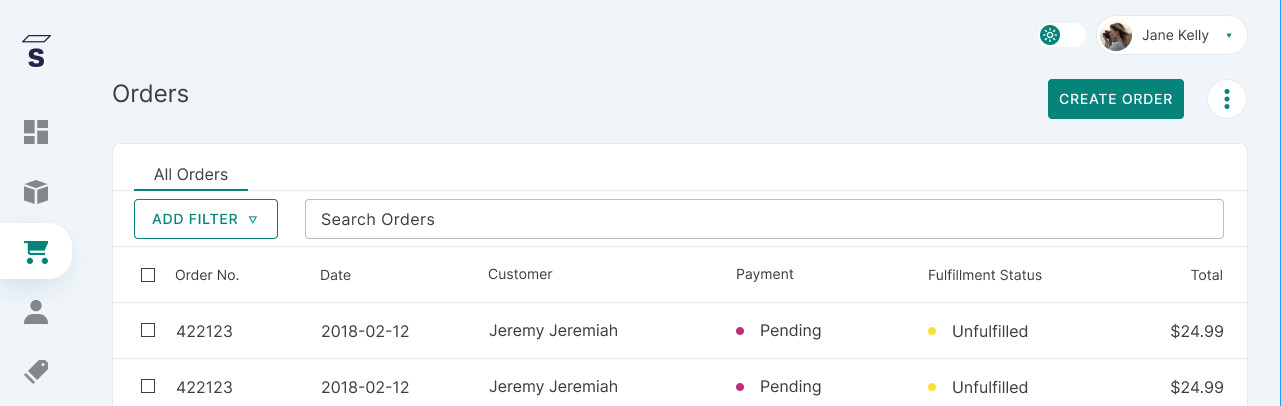 S
Jane Kelly
Orders
CREATE ORDER
All Orders
ADD FILTER
Search Orders
Order No. Date Customer Payment Fulfillment Status Total
422123 2018-02-12 Jeremy Jeremiah Pending Unfulfilled $24.99
422123 2018-02-12 Jeremy Jeremiah Pending Unfulfilled $24.99